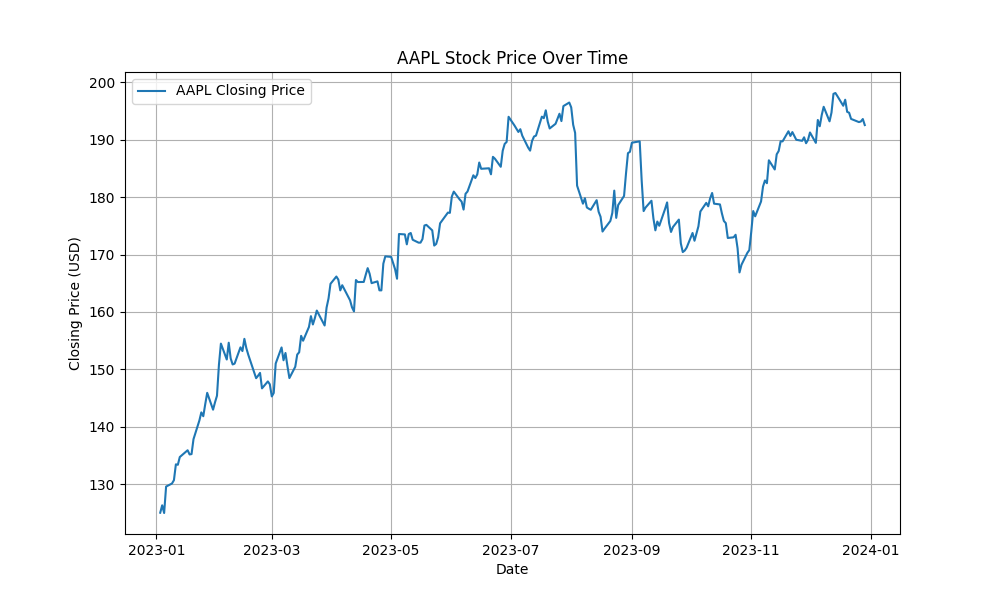 AAPL Stock Price Over Time
AAPL Closing Price
Closing Price (USD)
200
190
180
170
160
150
140
130
2023-01 2023-03 2023-05 2023-07 2023-09 2023-11 2024-01
Date